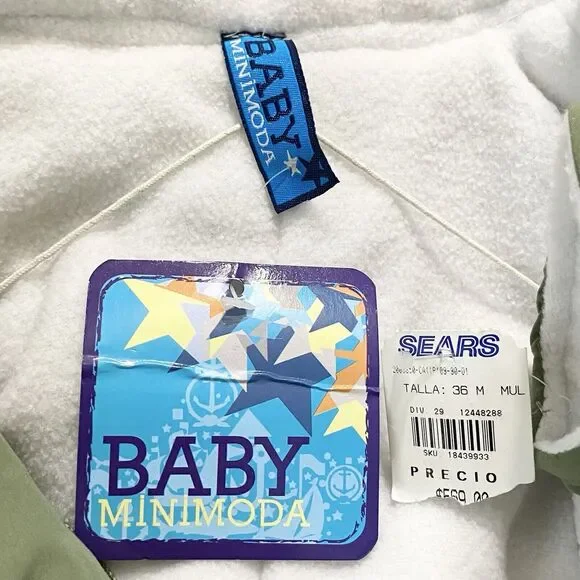 BABY
MINIMODA
BABY
MINIMODA
SEARS
TALLA: 36 M MUL
DIV 29 12448288
SKU 18439933
PRECIO